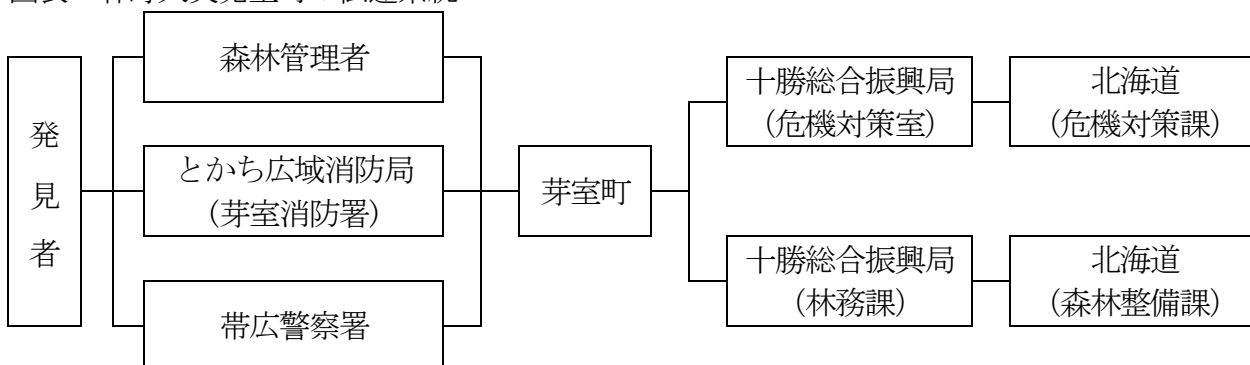 森林管理者
発見者
とかち広域消防局
（芽室消防署）
帯広警察署
芽室町
十勝総合振興局
（危機対策室）
北海道
（危機対策課）
十勝総合振興局
（林務課）
北海道
（森林整備課）